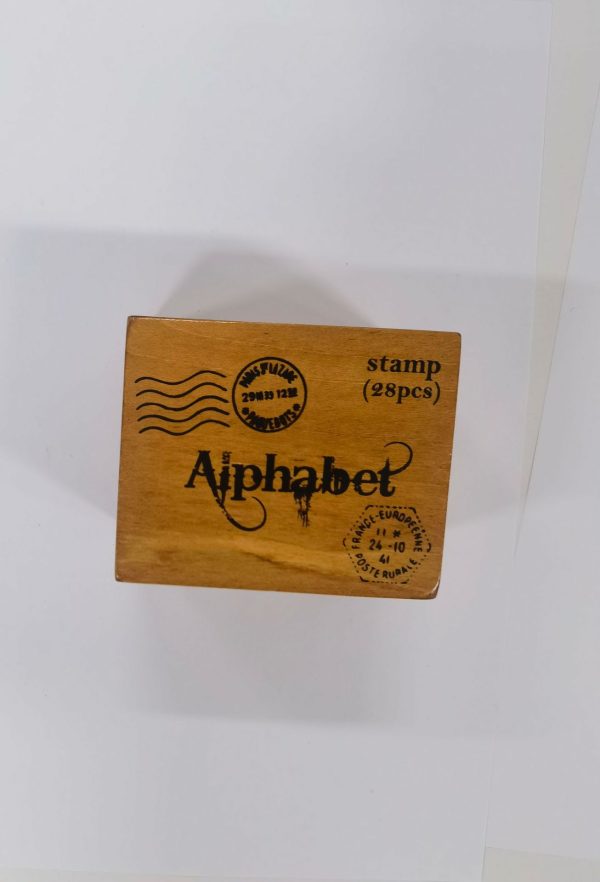 stamp
(28pcs)
Alphabet
FRANCE-EUROPEENNE
11 *
24 -10
41
POSTE RURALE